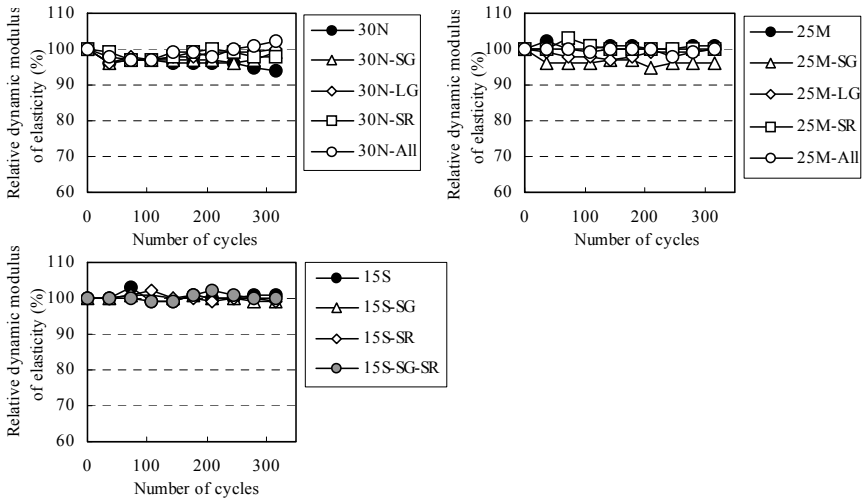 Relative dynamic modulus
of elasticity (%)
110
100
90
80
70
60
0
100
200
300
Number of cycles
30N
30N-SG
30N-LG
30N-SR
30N-All
Relative dynamic modulus
of elasticity (%)
110
100
90
80
70
60
0
100
200
300
Number of cycles
25M
25M-SG
25M-LG
25M-SR
25M-All
Relative dynamic modulus
of elasticity (%)
110
100
90
80
70
60
0
100
200
300
Number of cycles
15S
15S-SG
15S-SR
15S-SG-SR